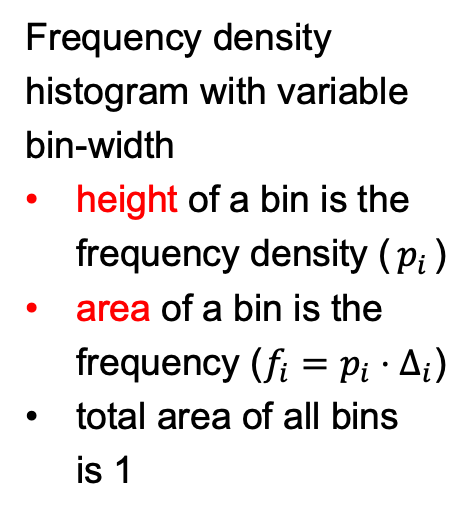 Frequency density
histogram with variable
bin-width
• height of a bin is the
frequency density (pᵢ)
• area of a bin is the
frequency (fᵢ = pᵢ · Δᵢ)
• total area of all bins
is 1